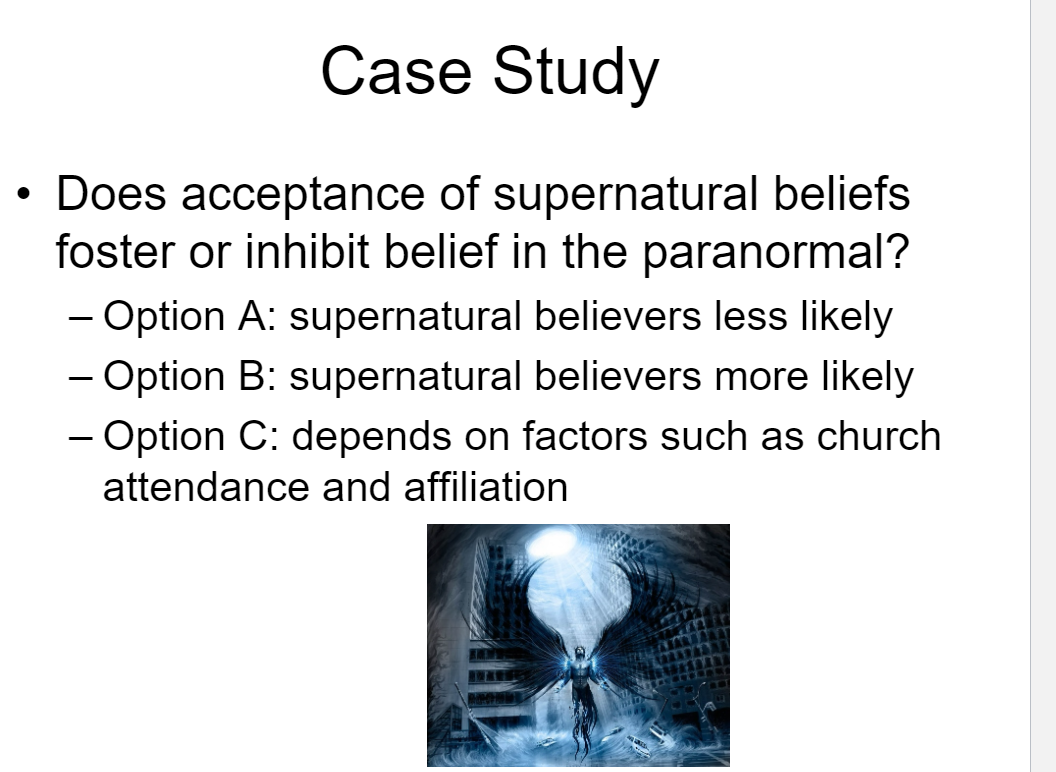 Case Study
• Does acceptance of supernatural beliefs
foster or inhibit belief in the paranormal?
– Option A: supernatural believers less likely
– Option B: supernatural believers more likely
– Option C: depends on factors such as church
attendance and affiliation